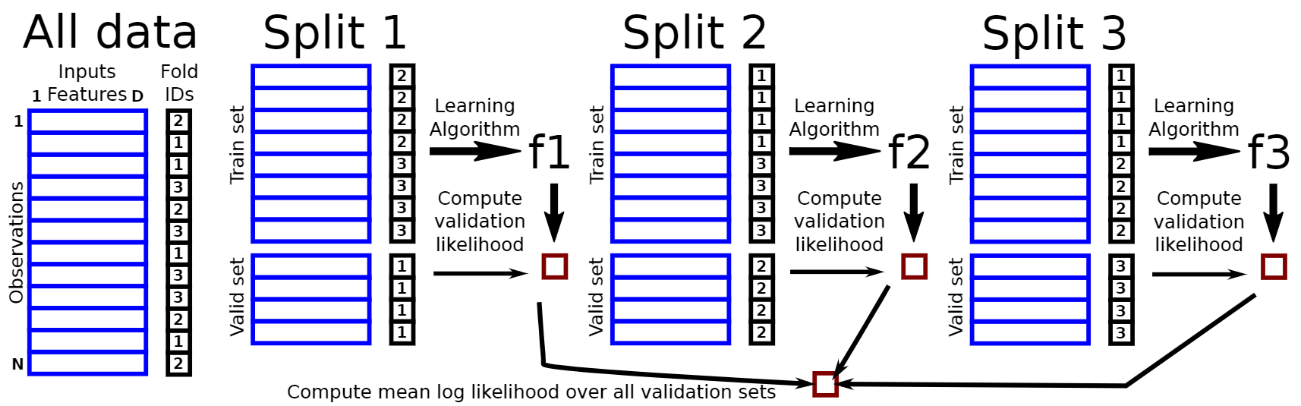 All data
Inputs
1 Features D
Fold
IDs
1
Observations
N
2
1
1
3
2
3
1
3
3
2
1
2
Split 1
Train set
2
2
2
2
3
3
3
3
Learning
Algorithm
f1
Compute
validation
likelihood
Valid set
1
1
1
1
Split 2
Train set
1
1
1
1
3
3
3
3
Learning
Algorithm
f2
Compute
validation
likelihood
Valid set
2
2
2
2
Split 3
Train set
1
1
1
1
2
2
2
2
Learning
Algorithm
f3
Compute
validation
likelihood
Valid set
3
3
3
3
Compute mean log likelihood over all validation sets